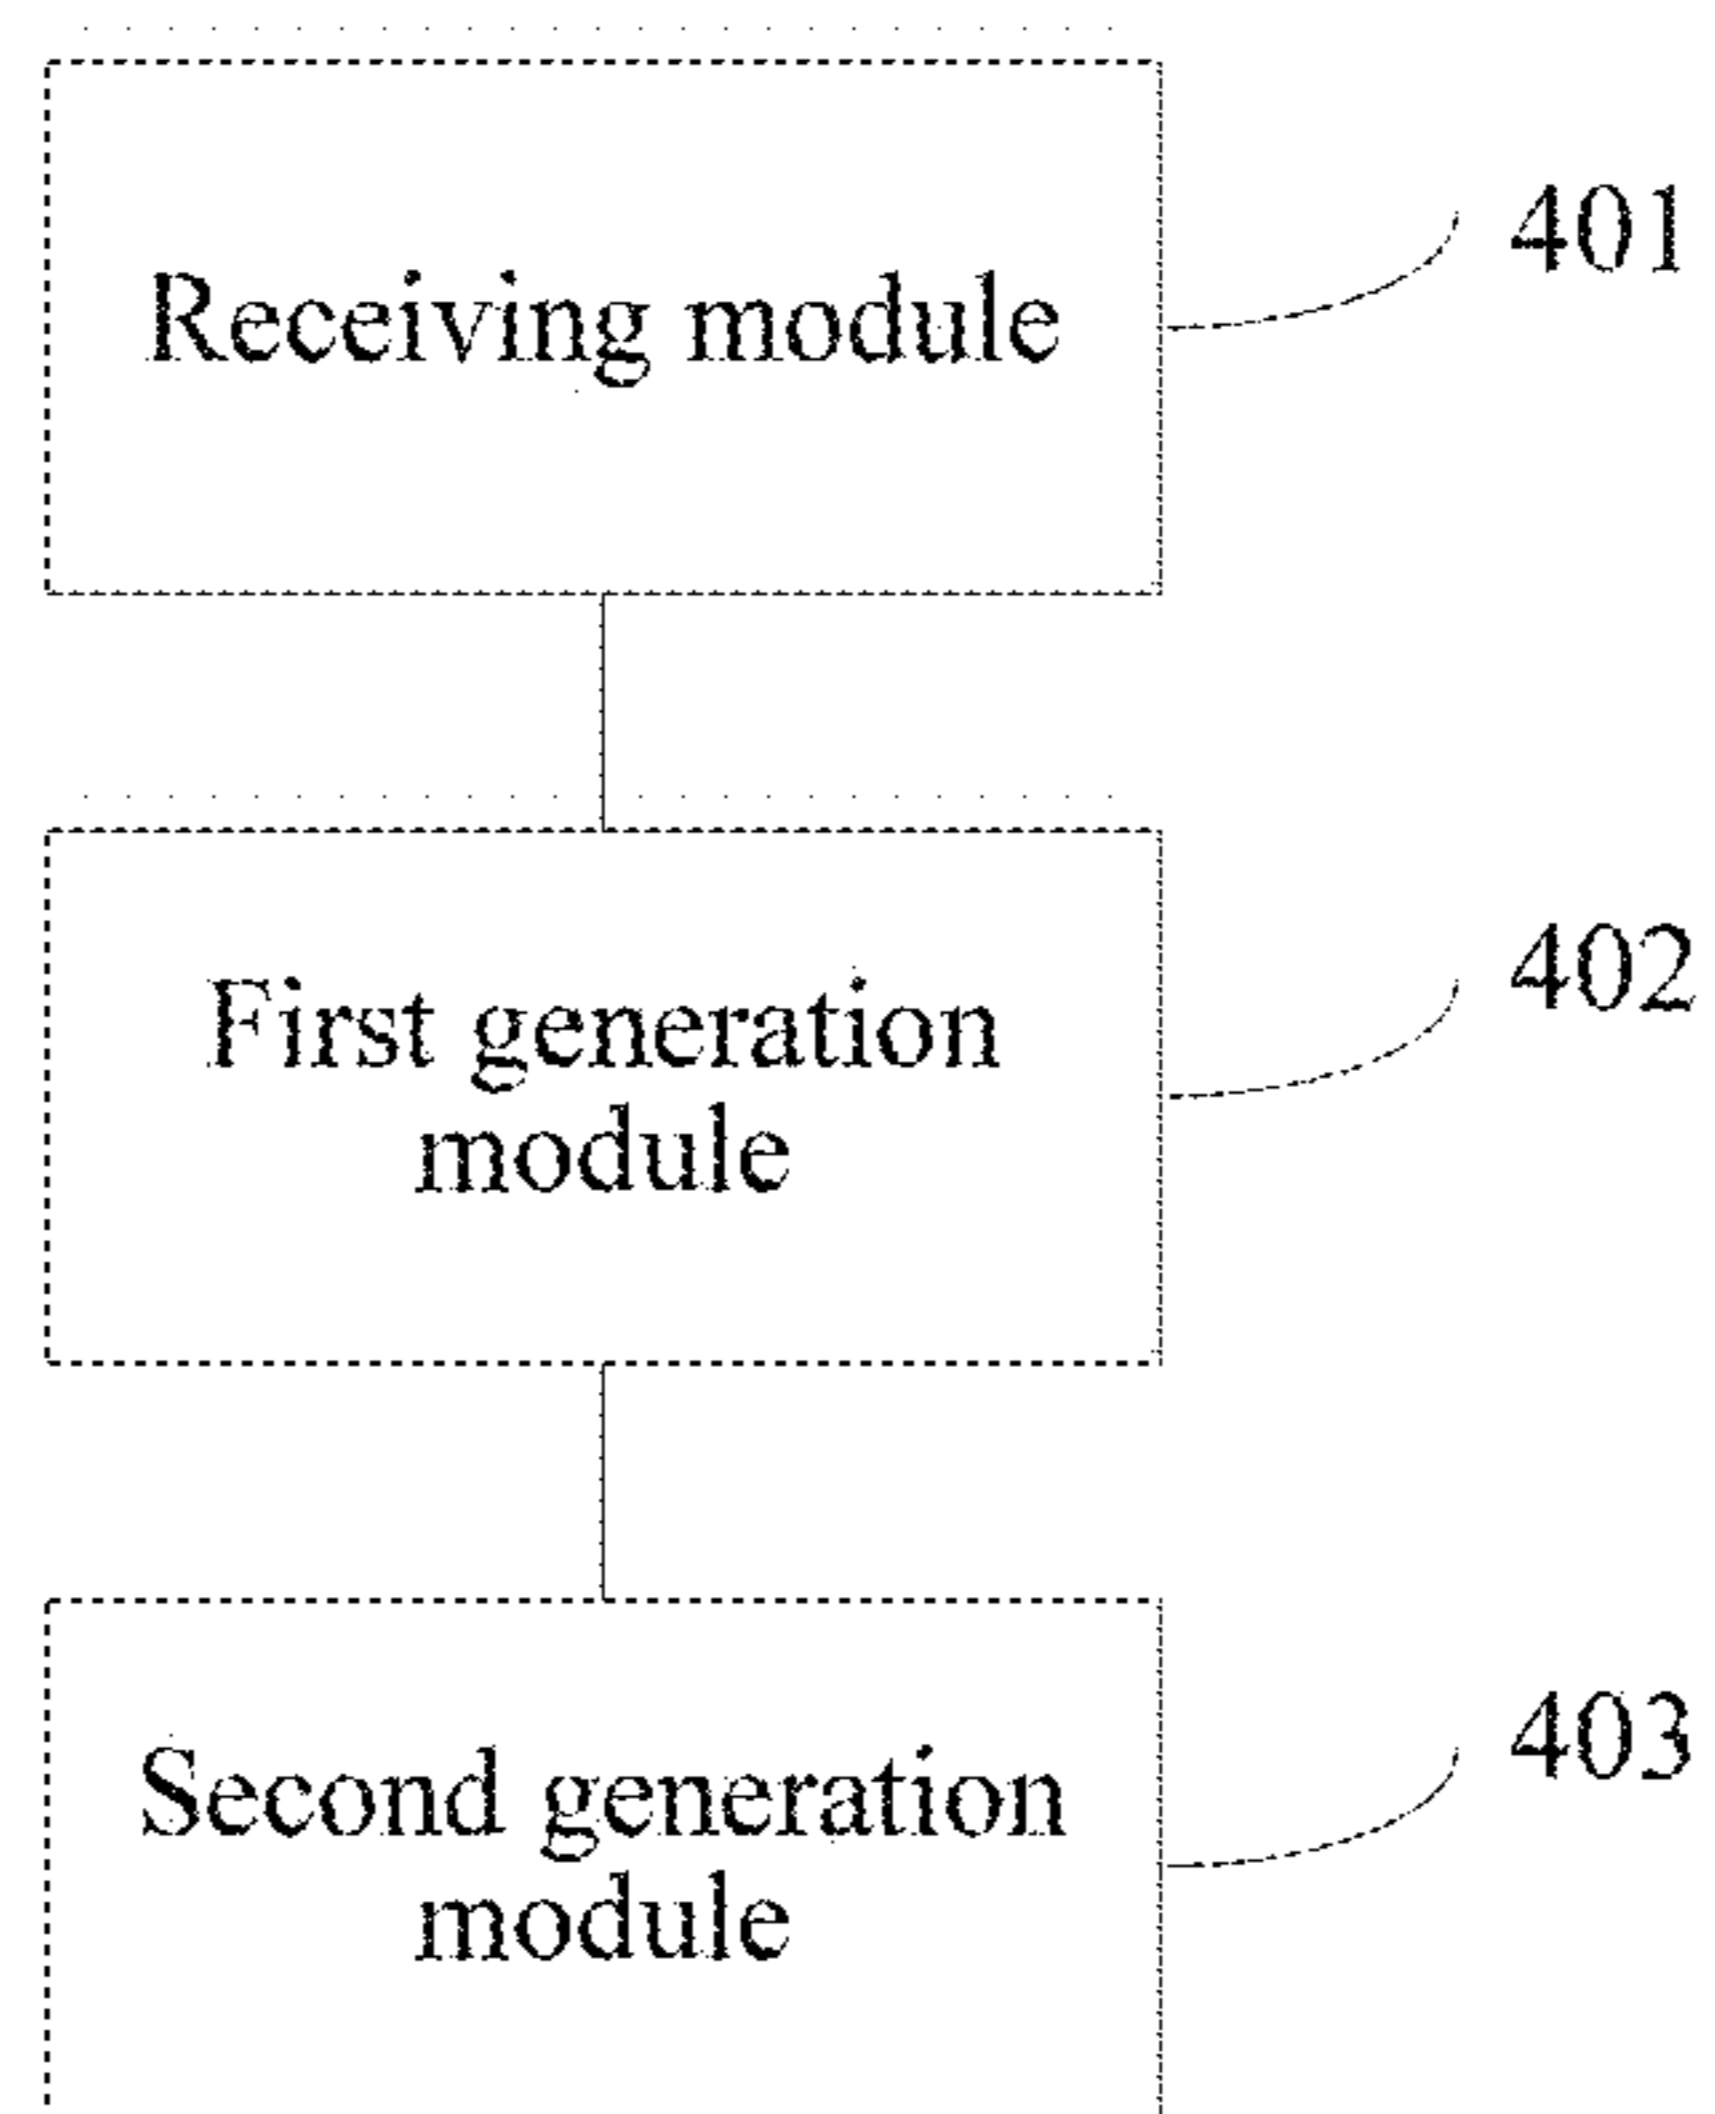 Receiving module
401
First generation
module
402
Second generation
module
403